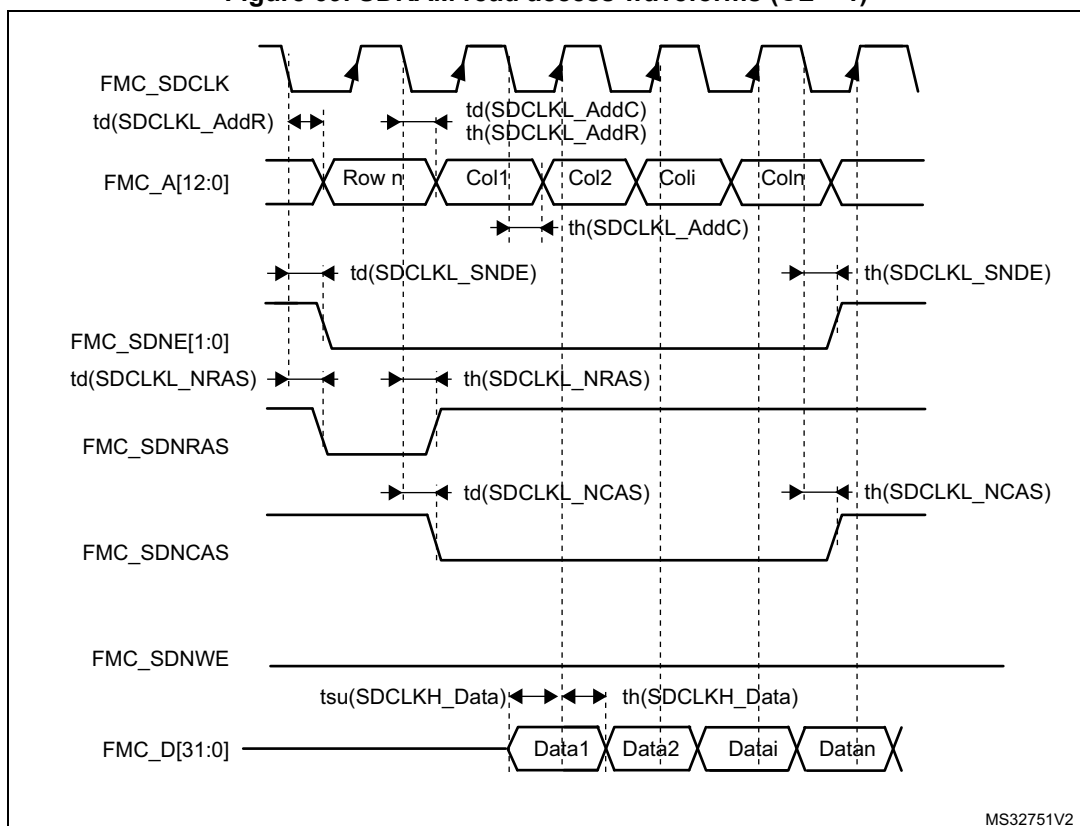 FMC_SDCLK
td(SDCLKL_AddR)
td(SDCLKL_AddC)
th(SDCLKL_AddR)
FMC_A[12:0]
Row n
Col1
Col2
Coli
Coln
th(SDCLKL_AddC)
td(SDCLKL_SNDE)
th(SDCLKL_SNDE)
FMC_SDNE[1:0]
td(SDCLKL_NRAS)
th(SDCLKL_NRAS)
FMC_SDNRAS
td(SDCLKL_NCAS)
th(SDCLKL_NCAS)
FMC_SDNCAS
FMC_SDNWE
tsu(SDCLKH_Data)
th(SDCLKH_Data)
FMC_D[31:0]
Data1
Data2
Datai
Datan
MS32751V2